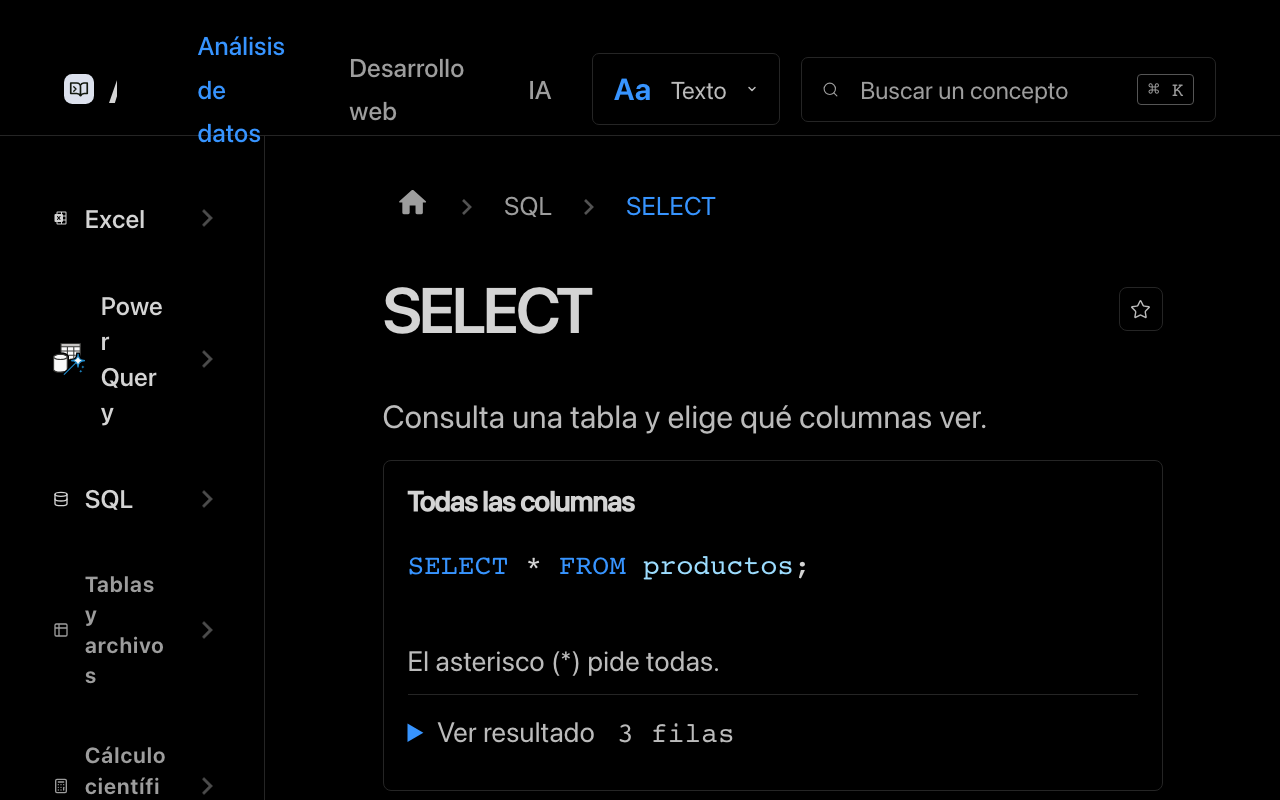 Análisis
de
datos
Desarrollo
web
IA
Aa Texto
Buscar un concepto
⌘ K
Excel
Powe
r
Quer
y
SQL
Tablas
y
archivo
s
Cálculo
científi
SQL
SELECT
SELECT
Consulta una tabla y elige qué columnas ver.
Todas las columnas
SELECT * FROM productos;
El asterisco (*) pide todas.
Ver resultado 3 filas